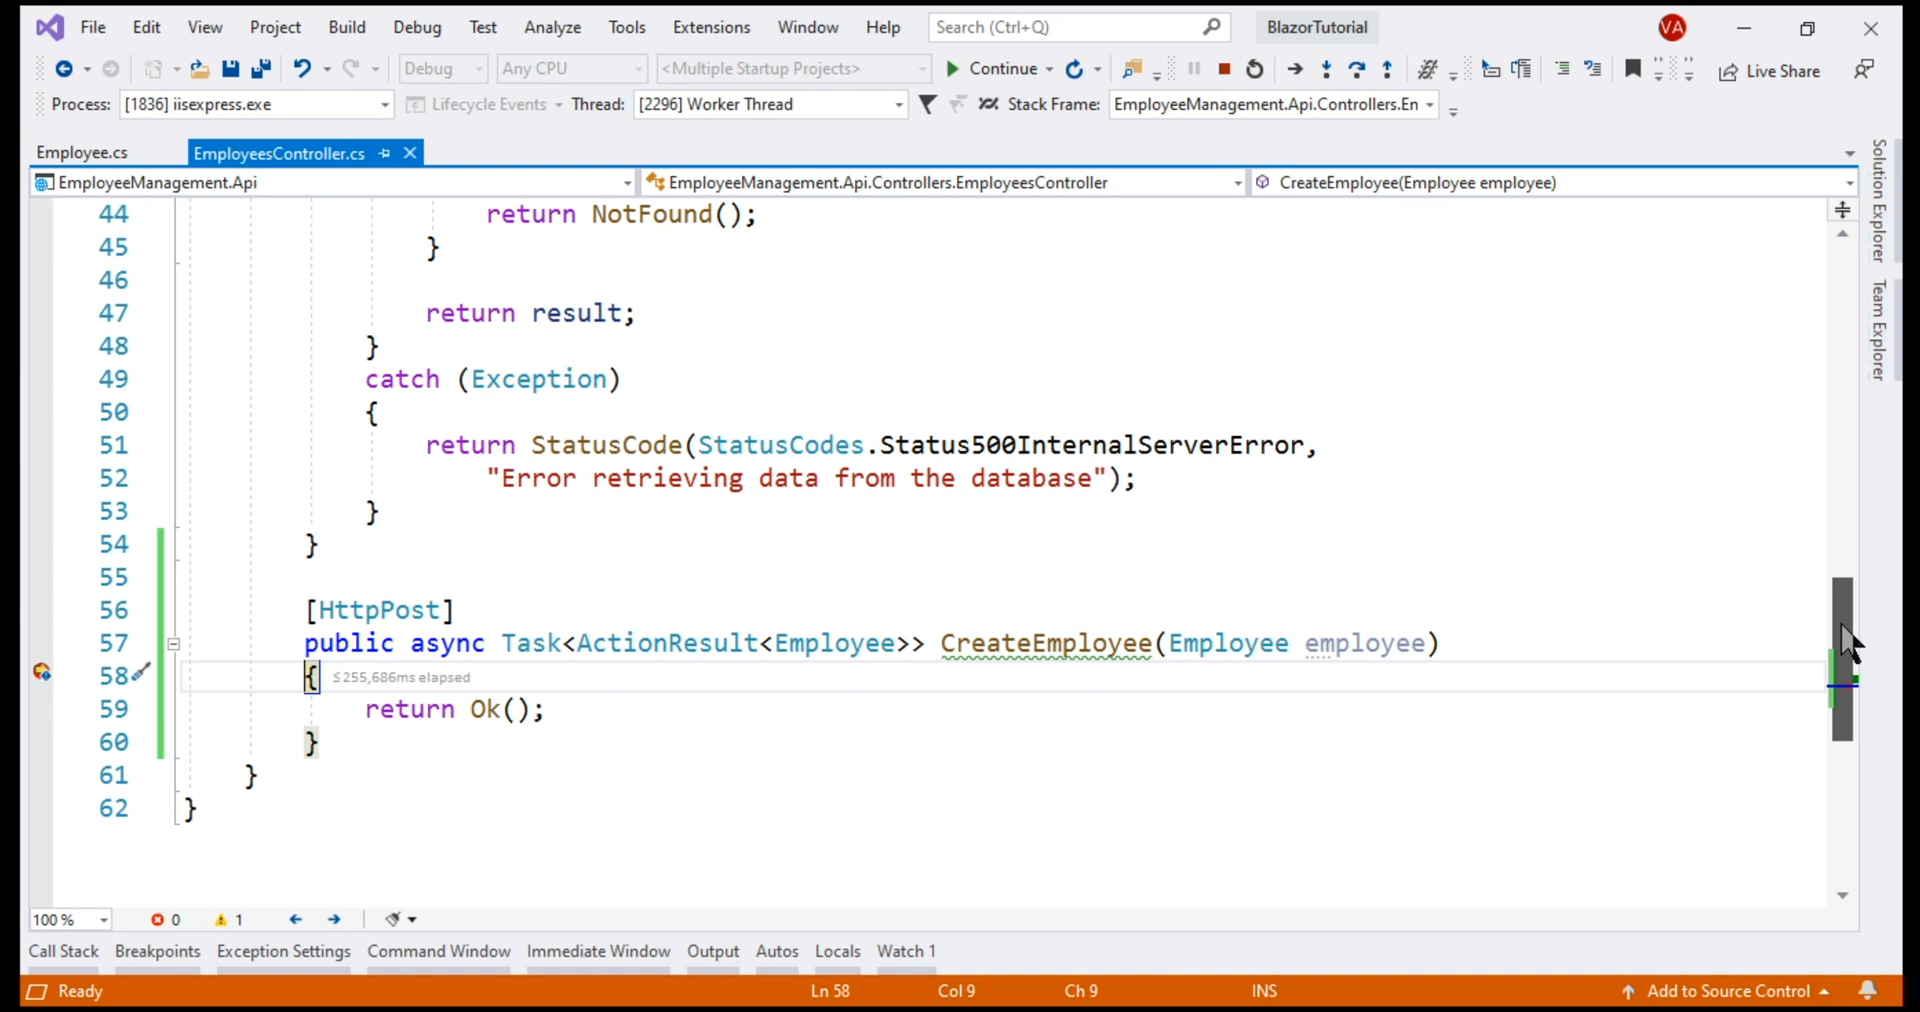 File Edit View Project Build Debug Test Analyze Tools Extensions Window Help Search (Ctrl+Q) BlazorTutorial VA
Debug Any CPU <Multiple Startup Projects> Continue Live Share
Process: [1836] iisexpress.exe Lifecycle Events Thread: [2296] Worker Thread Stack Frame: EmployeeManagement.Api.Controllers.En
Employee.cs EmployeesController.cs
EmployeeManagement.Api EmployeeManagement.Api.Controllers.EmployeesController CreateEmployee(Employee employee)
44 return NotFound();
45 }
46
47 return result;
48 }
49 catch (Exception)
50 {
51 return StatusCode(StatusCodes.Status500InternalServerError,
52 "Error retrieving data from the database");
53 }
54 }
55
56 [HttpPost]
57 public async Task<ActionResult<Employee>> CreateEmployee(Employee employee)
58 { ≤255,686ms elapsed
59 return Ok();
60 }
61 }
62 }
Solution Explorer
Team Explorer
100 % 0 1
Call Stack Breakpoints Exception Settings Command Window Immediate Window Output Autos Locals Watch 1
Ready Ln 58 Col 9 Ch 9 INS Add to Source Control